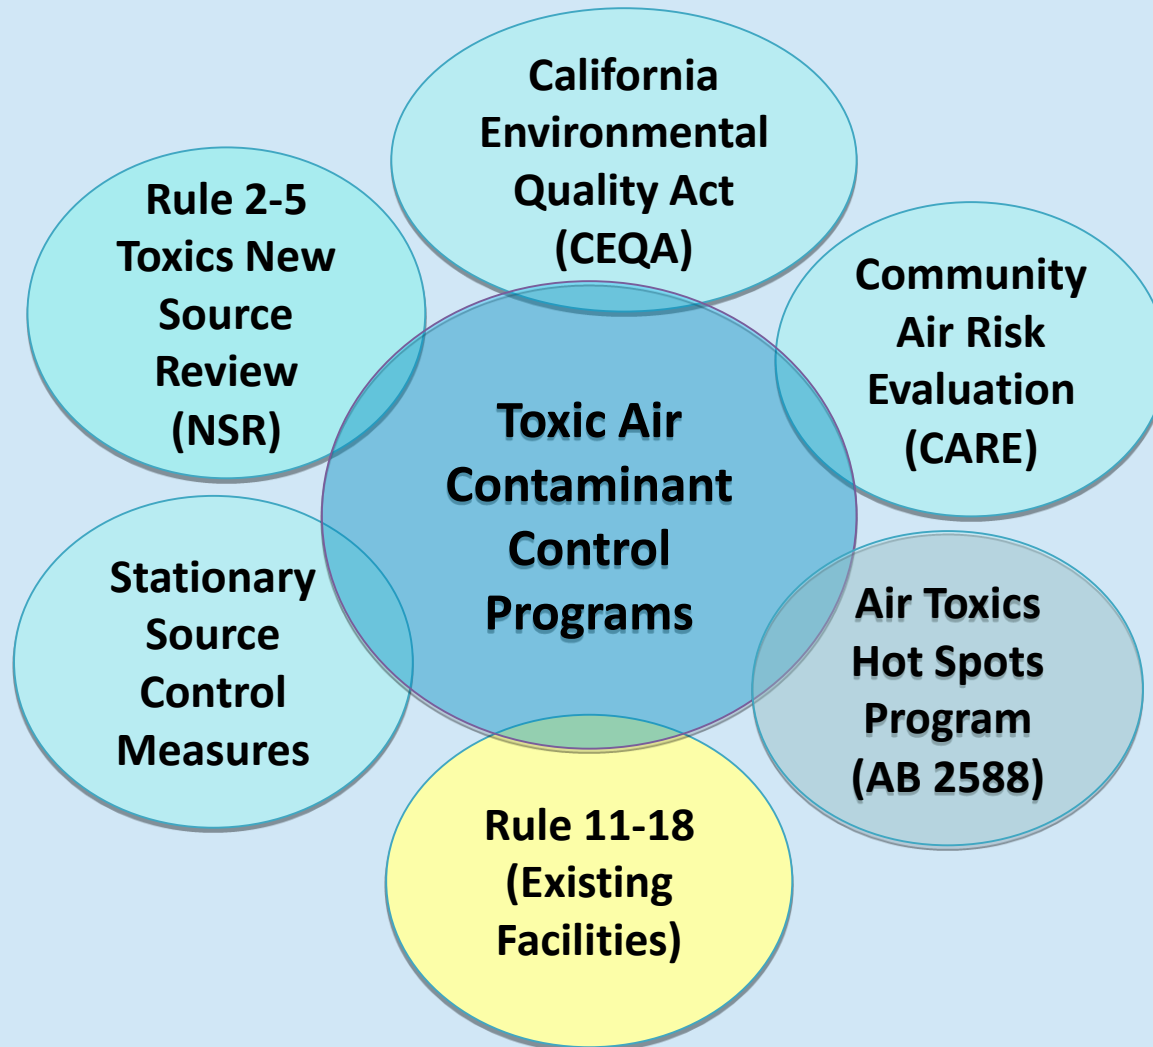 California
Environmental
Quality Act
(CEQA)
Rule 2-5
Toxics New
Source
Review
(NSR)
Community
Air Risk
Evaluation
(CARE)
Toxic Air
Contaminant
Control
Programs
Stationary
Source
Control
Measures
Air Toxics
Hot Spots
Program
(AB 2588)
Rule 11-18
(Existing
Facilities)